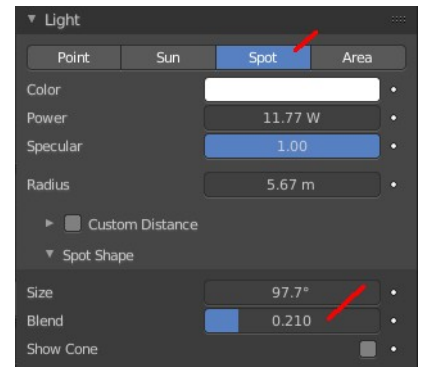 Light
Point Sun Spot Area
Color
Power 11.77 W
Specular 1.00
Radius 5.67 m
Custom Distance
Spot Shape
Size 97.7°
Blend 0.210
Show Cone